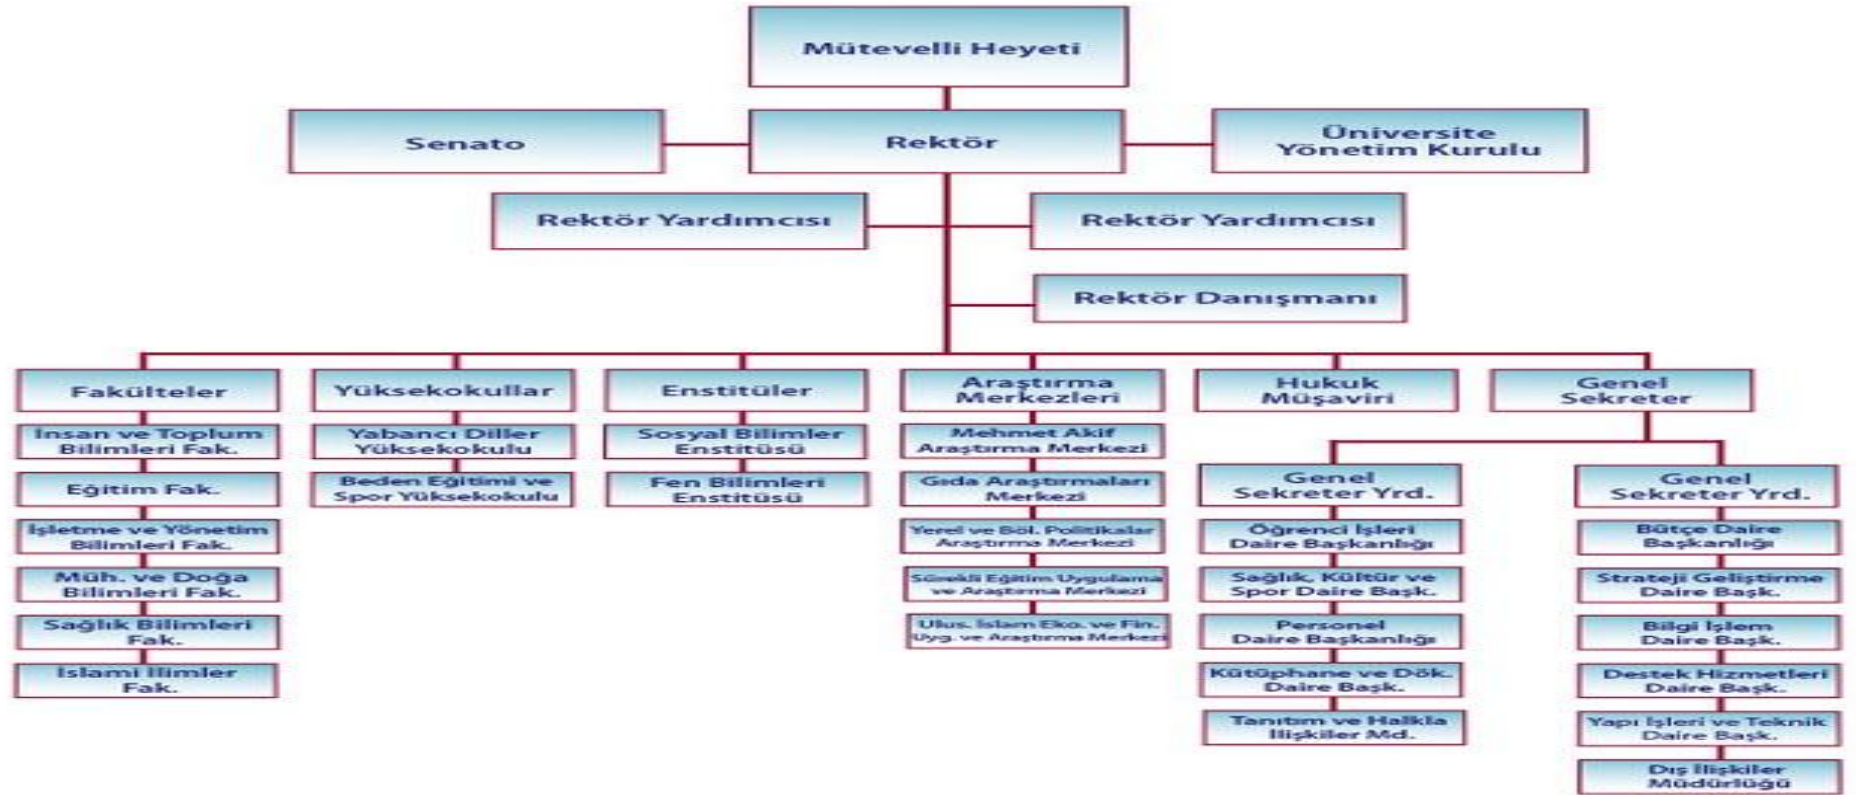 Mütevelli Heyeti
Senato
Rektör
Üniversite
Yönetim Kurulu
Rektör Yardımcısı
Rektör Yardımcısı
Rektör Danışmanı
Fakülteler
İnsan ve Toplum
Bilimleri Fak.
Eğitim Fak.
İşletme ve Yönetim
Bilimleri Fak.
Müh. ve Doğa
Bilimleri Fak.
Sağlık Bilimleri
Fak.
İslami İlimler
Fak.
Yüksekokullar
Yabancı Diller
Yüksekokulu
Beden Eğitimi ve
Spor Yüksekokulu
Enstitüler
Sosyal Bilimler
Enstitüsü
Fen Bilimleri
Enstitüsü
Araştırma
Merkezleri
Mehmet Akif
Araştırma Merkezi
Gıda Araştırmaları
Merkezi
Yerel ve Böl. Politikalar
Araştırma Merkezi
Sürekli Eğitim Uygulama
ve Araştırma Merkezi
Ulus. İslam Eko. ve Fin.
Uyg. ve Araştırma Merkezi
Hukuk
Müşaviri
Genel
Sekreter
Genel
Sekreter Yrd.
Öğrenci İşleri
Daire Başkanlığı
Sağlık, Kültür ve
Spor Daire Başk.
Personel
Daire Başkanlığı
Kütüphane ve Dök.
Daire Başk.
Tanıtım ve Halkla
İlişkiler Md.
Genel
Sekreter Yrd.
Bütçe Daire
Başkanlığı
Strateji Geliştirme
Daire Başk.
Bilgi İşlem
Daire Başk.
Destek Hizmetleri
Daire Başk.
Yapı İşleri ve Teknik
Daire Başk.
Dış İlişkiler
Müdürlüğü